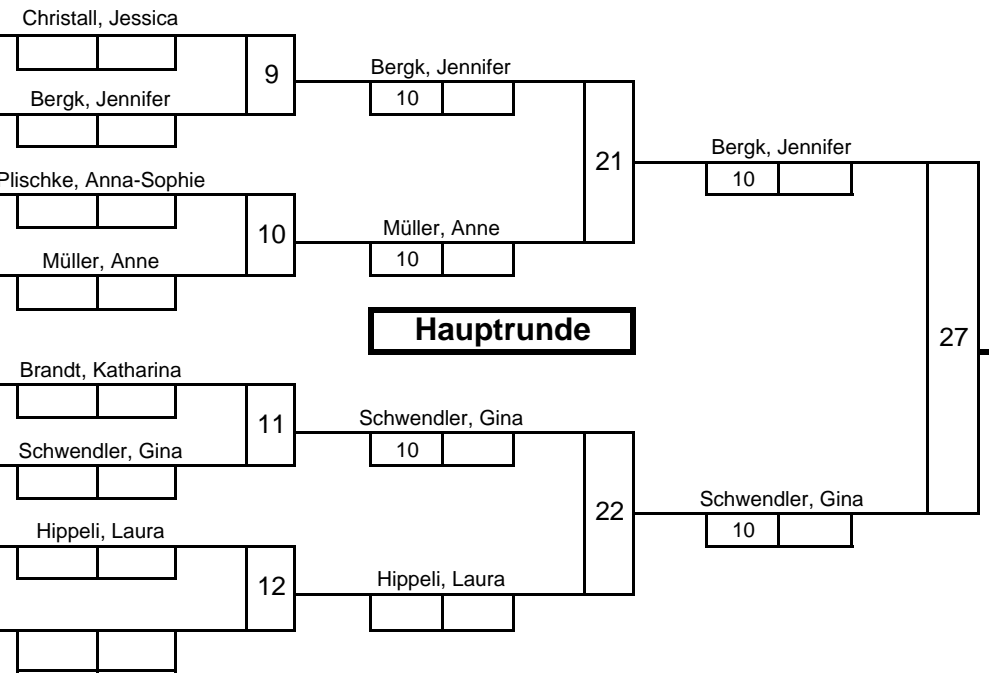 Christall, Jessica
9
Bergk, Jennifer
10
Bergk, Jennifer
21
Bergk, Jennifer
10
Plischke, Anna-Sophie
10
Müller, Anne
10
Müller, Anne
Hauptrunde
27
Brandt, Katharina
11
Schwendler, Gina
10
Schwendler, Gina
22
Schwendler, Gina
10
Hippeli, Laura
12
Hippeli, Laura